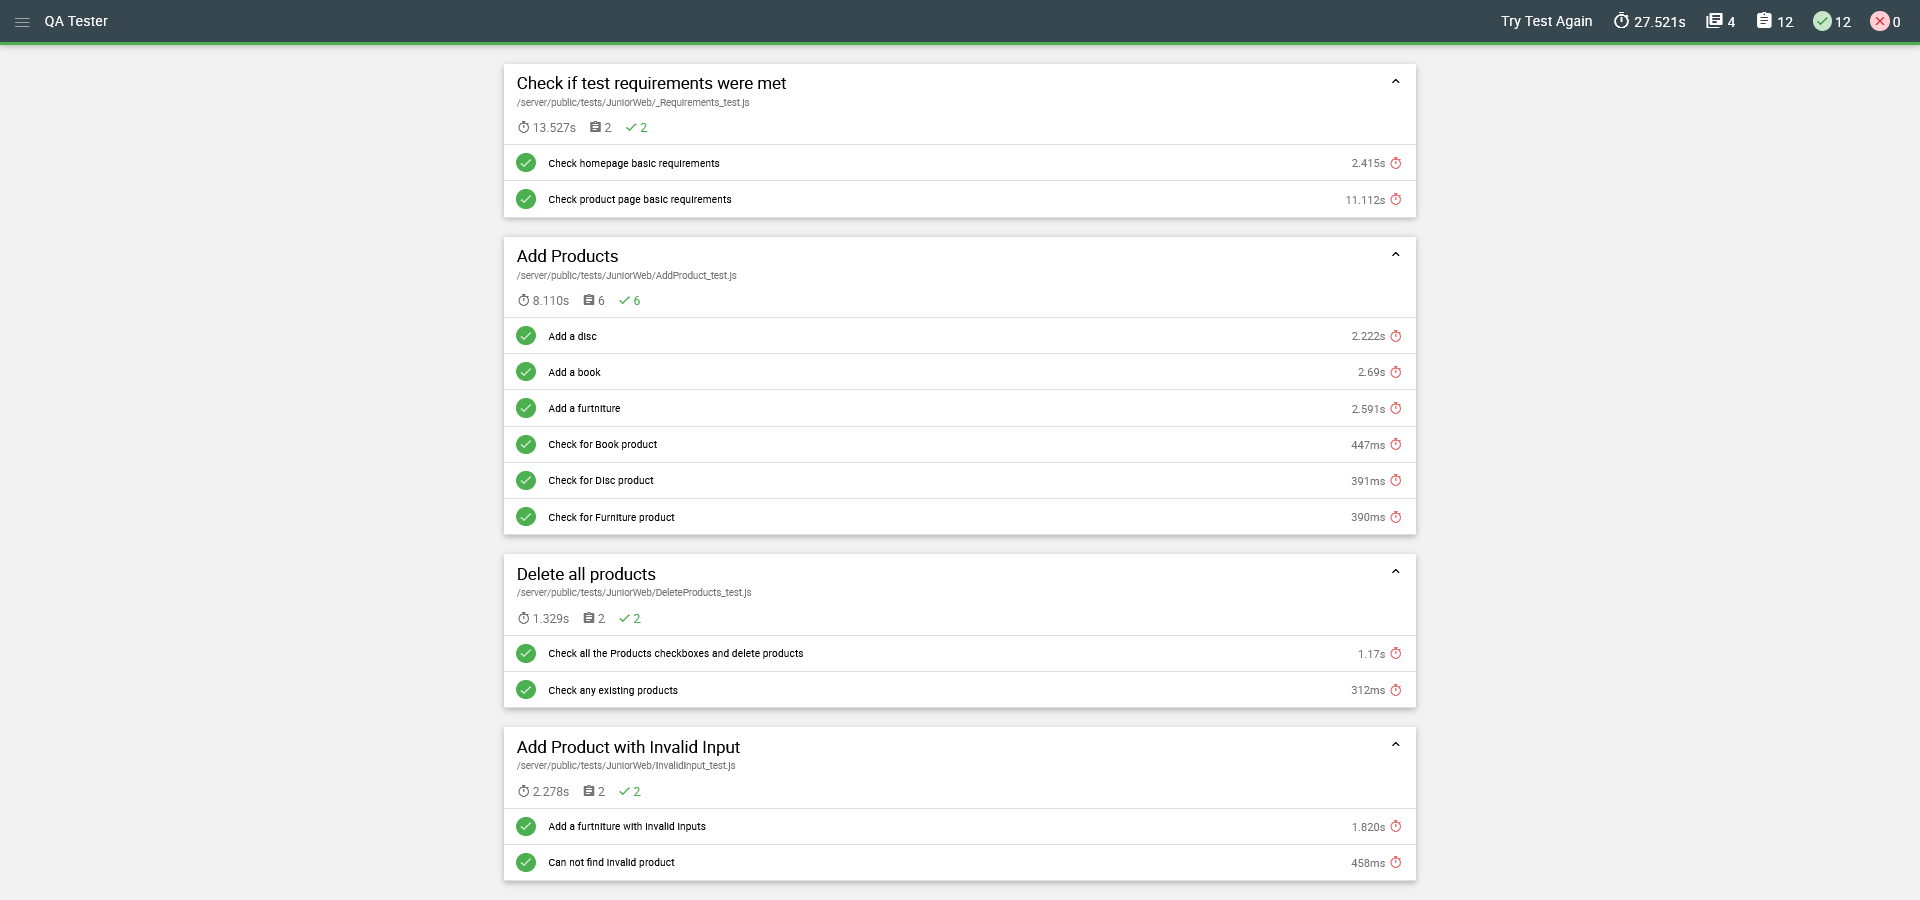 QA Tester
Try Test Again 27.521s 4 12 12 0
Check if test requirements were met
/server/public/tests/JuniorWeb/_Requirements_test.js
13.527s 2 2
Check homepage basic requirements 2.415s
Check product page basic requirements 11.112s
Add Products
/server/public/tests/JuniorWeb/AddProduct_test.js
8.110s 6 6
Add a disc 2.222s
Add a book 2.69s
Add a furtniture 2.591s
Check for Book product 447ms
Check for Disc product 391ms
Check for Furniture product 390ms
Delete all products
/server/public/tests/JuniorWeb/DeleteProducts_test.js
1.329s 2 2
Check all the Products checkboxes and delete products 1.17s
Check any existing products 312ms
Add Product with Invalid Input
/server/public/tests/JuniorWeb/InvalidInput_test.js
2.278s 2 2
Add a furtniture with invalid inputs 1.820s
Can not find invalid product 458ms